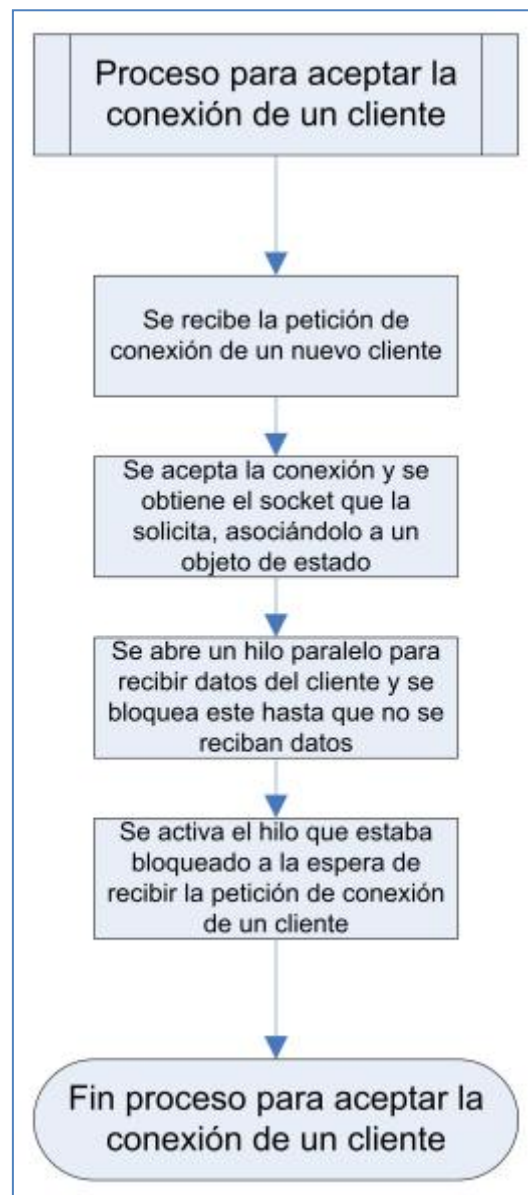 Proceso para aceptar la
conexión de un cliente
Se recibe la petición de
conexión de un nuevo cliente
Se acepta la conexión y se
obtiene el socket que la
solicita, asociándolo a un
objeto de estado
Se abre un hilo paralelo para
recibir datos del cliente y se
bloquea este hasta que no se
reciban datos
Se activa el hilo que estaba
bloqueado a la espera de
recibir la petición de conexión
de un cliente
Fin proceso para aceptar la
conexión de un cliente